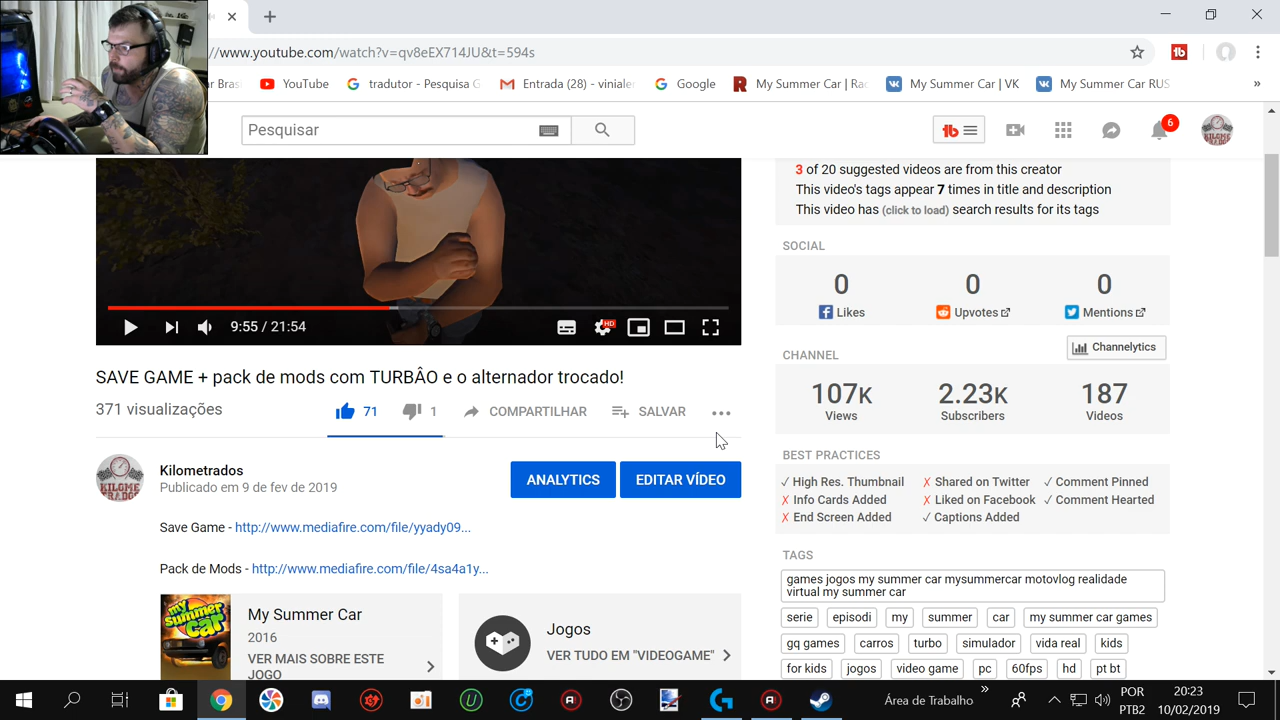 //www.youtube.com/watch?v=qv8eEX714JU&t=594s
YouTube
tradutor - Pesquisa G
Entrada (28) - viniale
Google
My Summer Car | Ra
My Summer Car | VK
My Summer Car RUS
»
Pesquisar
6
3 of 20 suggested videos are from this creator
This video's tags appear 7 times in title and description
This video has (click to load) search results for its tags
SOCIAL
0 0 0
Likes Upvotes Mentions
CHANNEL
Channelytics
107K 2.23K 187
Views Subscribers Videos
BEST PRACTICES
✓ High Res. Thumbnail ✗ Shared on Twitter ✓ Comment Pinned
✗ Info Cards Added ✗ Liked on Facebook ✓ Comment Hearted
✗ End Screen Added ✓ Captions Added
TAGS
games jogos my summer car mysummercar motovlog realidade
virtual my summer car
serie episodi my summer car my summer car games
gq games carros turbo simulador vida real kids
for kids jogos video game pc 60fps hd pt bt
9:55 / 21:54
HD
SAVE GAME + pack de mods com TURBÂO e o alternador trocado!
371 visualizações
71
1
COMPARTILHAR
SALVAR
Kilometrados
Publicado em 9 de fev de 2019
ANALYTICS
EDITAR VÍDEO
Save Game - http://www.mediafire.com/file/yyady09...
Pack de Mods - http://www.mediafire.com/file/4sa4a1y...
my summer car
My Summer Car
2016
VER MAIS SOBRE ESTE
JOGO
Jogos
VER TUDO EM "VIDEOGAME"
Área de Trabalho
»
POR
PTB2
20:23
10/02/2019